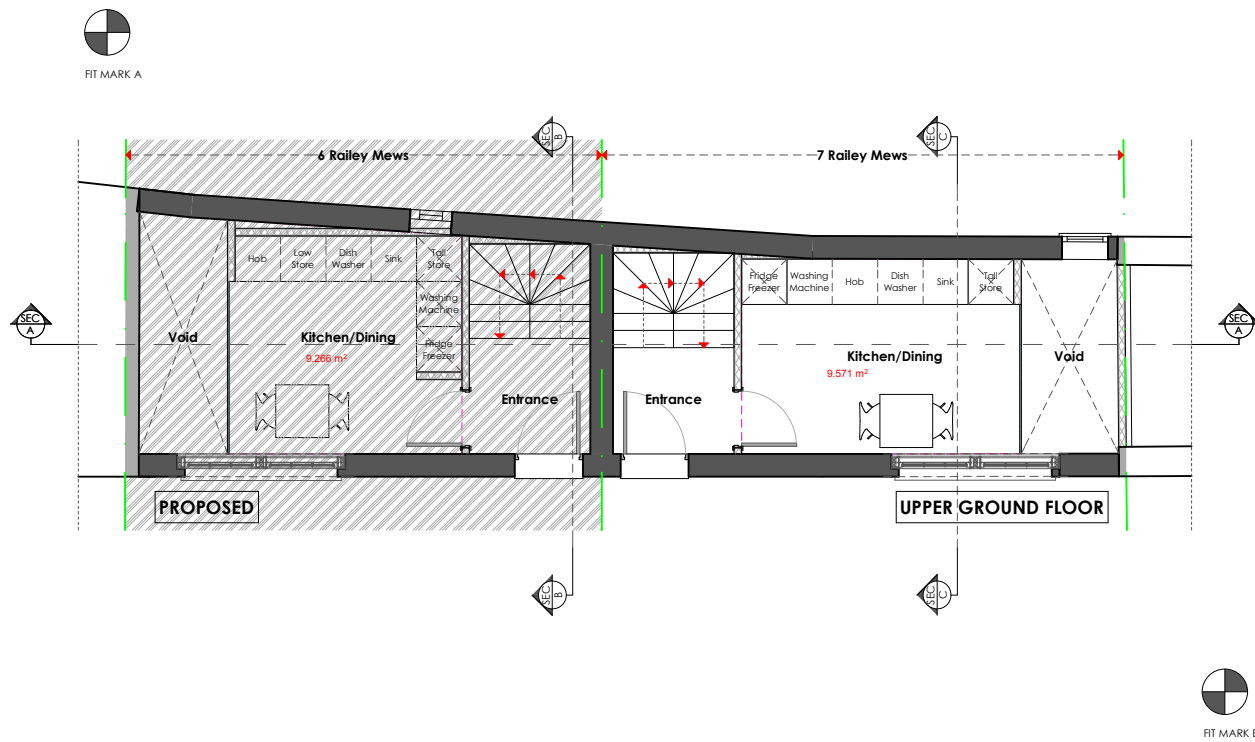 FIT MARK A
SEC B
SEC C
6 Railey Mews
7 Railey Mews
Hob
Low Store
Dish Washer
Sink
Tall Store
Washing Machine
Fridge Freezer
Fridge Freezer
Washing Machine
Hob
Dish Washer
Sink
Tall Store
SEC A
SEC A
Void
Kitchen/Dining
9.266 m²
Kitchen/Dining
9.571 m²
Void
Entrance
Entrance
PROPOSED
UPPER GROUND FLOOR
SEC B
SEC C
FIT MARK B